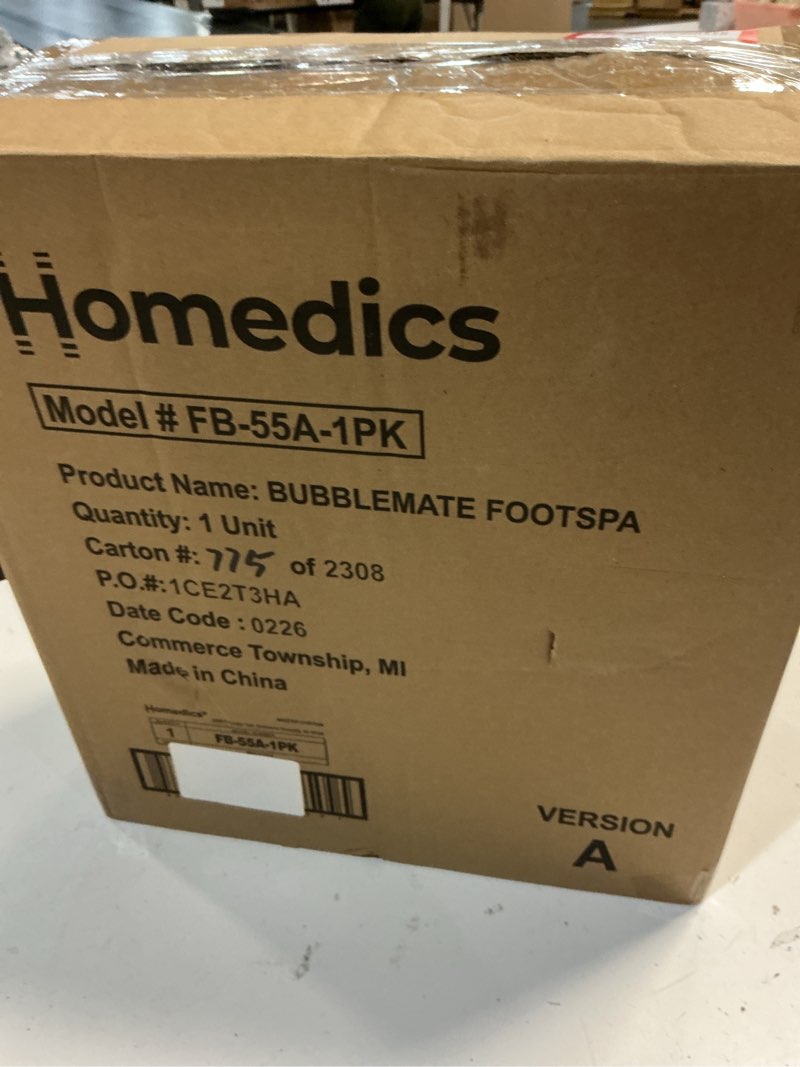 Homedics
Model # FB-55A-1PK
Product Name: BUBBLEMATE FOOTSPA
Quantity: 1 Unit
Carton #: 775 of 2308
P.O.#:1CE2T3HA
Date Code : 0226
Commerce Township, MI
Made in China
Homedics®
1 FB-55A-1PK
VERSION
A